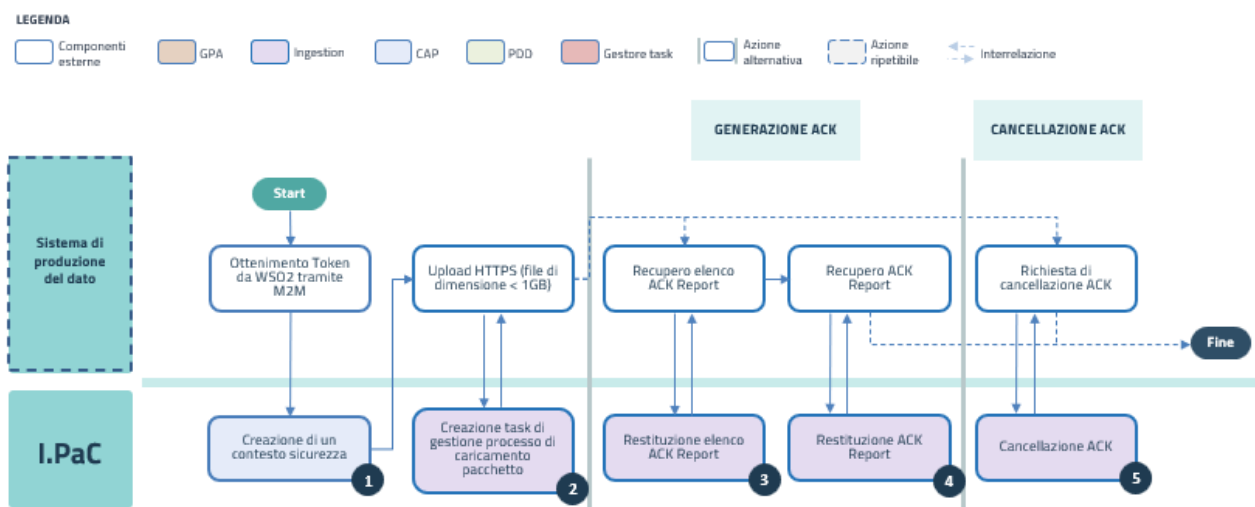 LEGENDA
Componenti
esterne
GPA
Ingestion
CAP
PDD
Gestore task
Azione
alternativa
Azione
ripetibile
Interrelazione
GENERAZIONE ACK
CANCELLAZIONE ACK
Sistema di
produzione
del dato
Start
Ottenimento Token
da WSO2 tramite
M2M
Upload HTTPS (file di
dimensione < 1GB)
Recupero elenco
ACK Report
Recupero ACK
Report
Richiesta di
cancellazione ACK
Fine
I.PaC
Creazione di un
contesto sicurezza
1
Creazione task di
gestione processo di
caricamento
pacchetto
2
Restituzione elenco
ACK Report
3
Restituzione ACK
Report
4
Cancellazione ACK
5